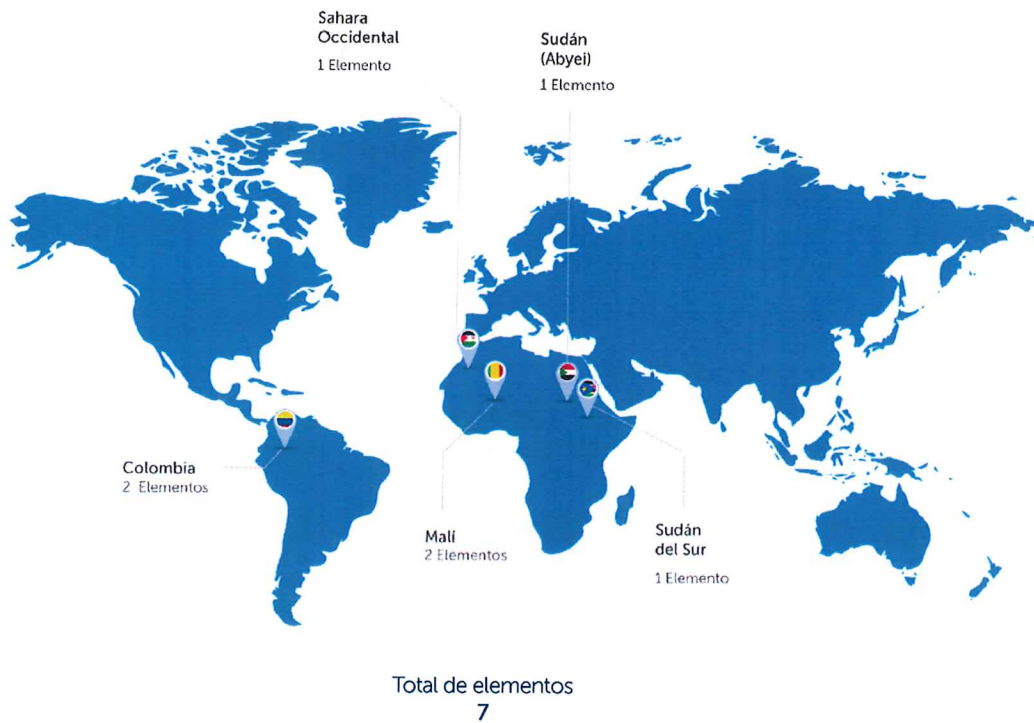 Sahara
Occidental
1 Elemento
Sudán
(Abyei)
1 Elemento
Colombia
2 Elementos
Malí
2 Elementos
Sudán
del Sur
1 Elemento
Total de elementos
7